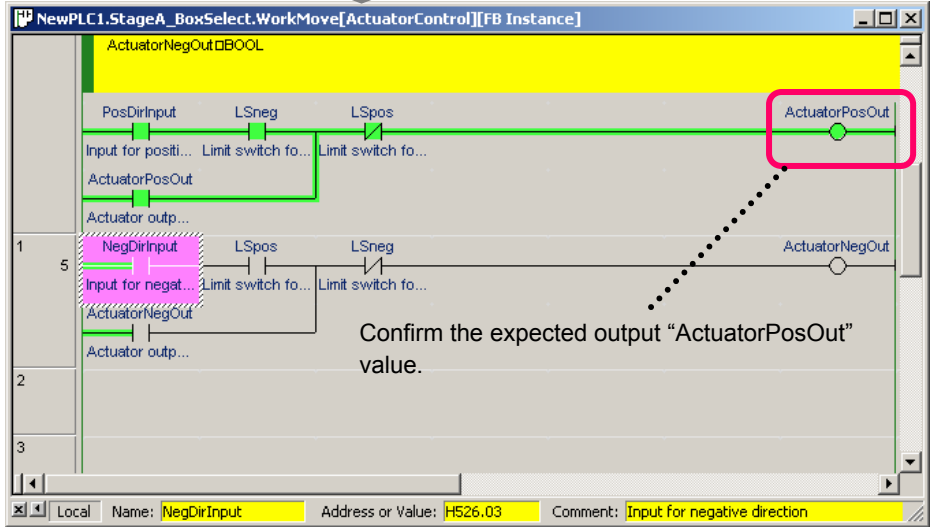 NewPLC1.StageA_BoxSelect.WorkMove[ActuatorControl][FB Instance]
ActuatorNegOut□BOOL
PosDirInput LSneg LSpos ActuatorPosOut
Input for positi... Limit switch fo... Limit switch fo...
ActuatorPosOut
Actuator outp...
1 NegDirInput LSpos LSneg ActuatorNegOut
5
Input for negat... Limit switch fo... Limit switch fo...
ActuatorNegOut
Actuator outp...
Confirm the expected output “ActuatorPosOut”
value.
2
3
Local Name: NegDirInput Address or Value: H526.03 Comment: Input for negative direction